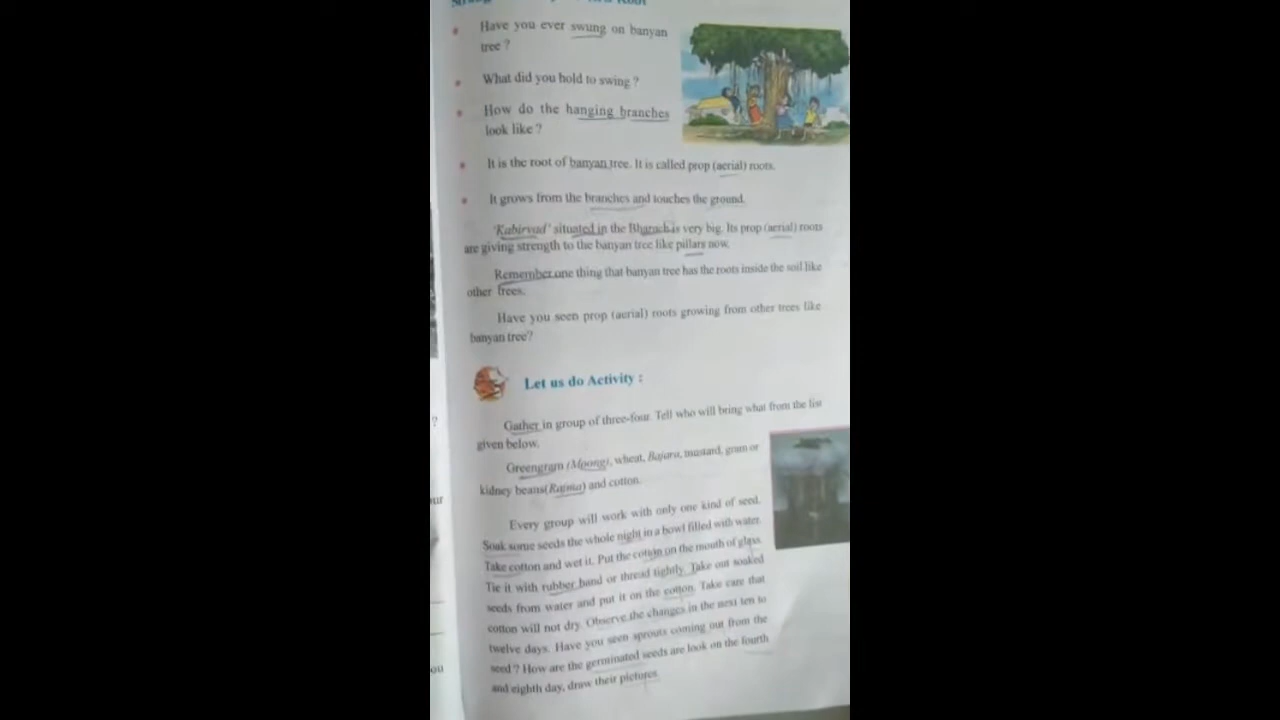 Have you ever swung on banyan
tree ?
What did you hold to swing ?
How do the hanging branches
look like ?
It is the root of banyan tree. It is called prop (aerial) roots.
It grows from the branches and touches the ground.
'Kabirvad' situated in the Bharuch is very big. Its prop (aerial) roots
are giving strength to the banyan tree like pillars now.
Remember one thing that banyan tree has the roots inside the soil like
other trees.
Have you seen prop (aerial) roots growing from other trees like
banyan tree?
Let us do Activity :
Gather in group of three-four. Tell who will bring what from the list
given below.
Greengram (Moong), wheat, Bajara, mustard, gram or
kidney beans(Rajma) and cotton.
Every group will work with only one kind of seed.
Soak some seeds the whole night in a bowl filled with water.
Take cotton and wet it. Put the cotton on the mouth of glass.
Tie it with rubber band or thread tightly. Take out soaked
seeds from water and put it on the cotton. Take care that
cotton will not dry. Observe the changes in the next ten to
twelve days. Have you seen sprouts coming out from the
seed ? How are the germinated seeds are look on the fourth
and eighth day, draw their pictures.
?
ur
ou